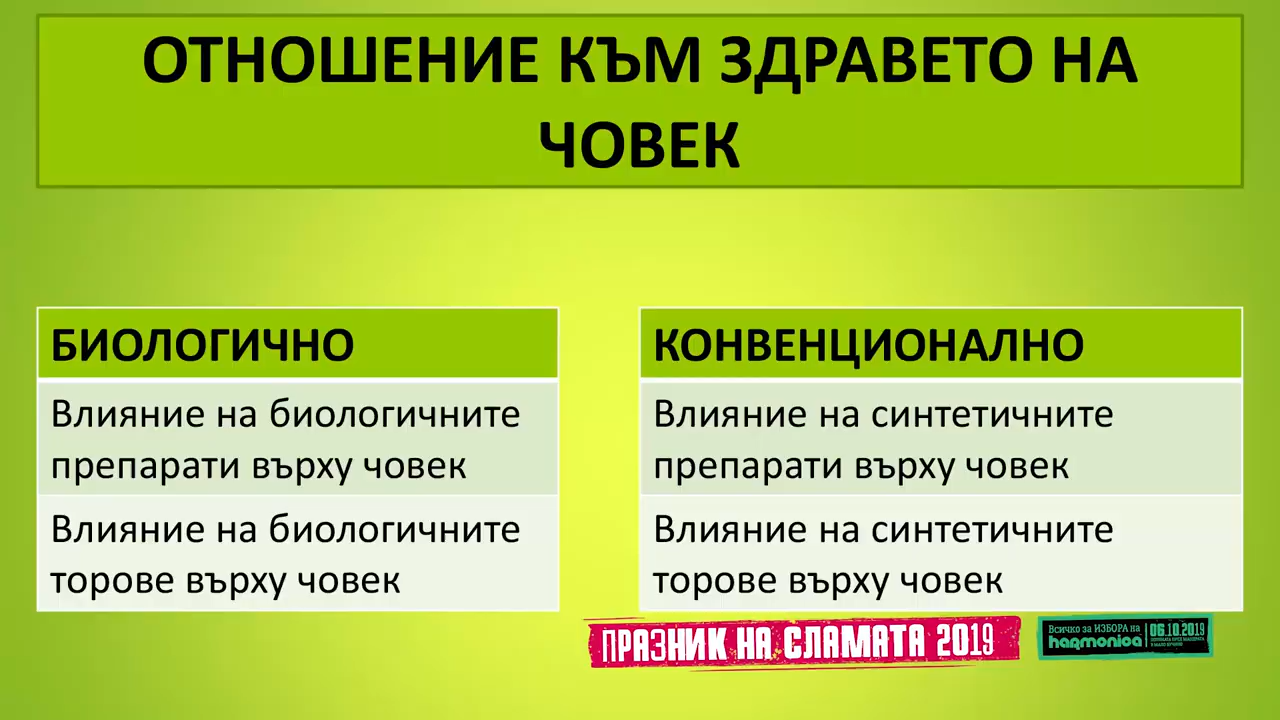 ОТНОШЕНИЕ КЪМ ЗДРАВЕТО НА
ЧОВЕК
БИОЛОГИЧНО
Влияние на биологичните
препарати върху човек
Влияние на биологичните
торове върху човек
КОНВЕНЦИОНАЛНО
Влияние на синтетичните
препарати върху човек
Влияние на синтетичните
торове върху човек
ПРАЗНИК НА СЛАМАТА 2019
Всичко за ИЗБОРА на
harmonica
06.10.2019